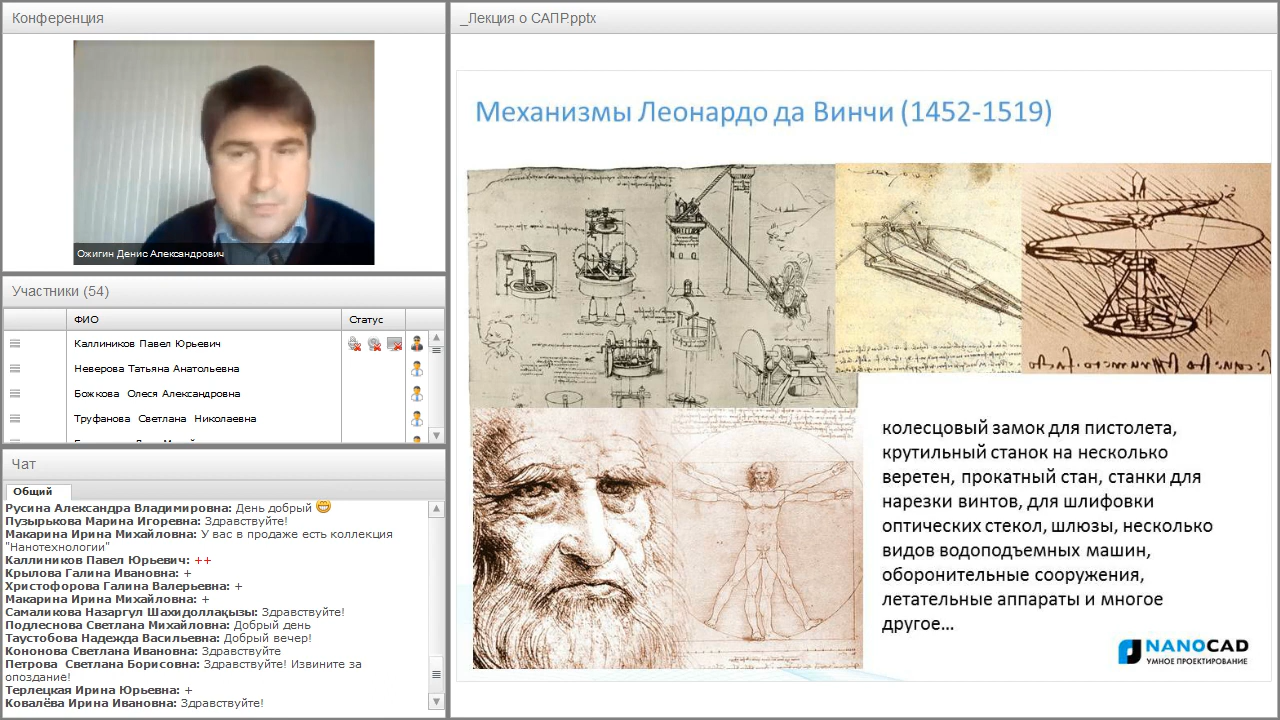 Конференция
Ожигин Денис Александрович
Участники (54)
ФИО
Статус
Каллиников Павел Юрьевич
Неверова Татьяна Анатольевна
Божкова Олеся Александровна
Труфанова Светлана Николаевна
Чат
Общий
Русина Александра Владимировна: День добрый
Пузырькова Марина Игоревна: Здравствуйте!
Макарина Ирина Михайловна: У вас в продаже есть коллекция
"Нанотехнологии"
Каллиников Павел Юрьевич: ++
Крылова Галина Ивановна: +
Христофорова Галина Валерьевна: +
Макарина Ирина Михайловна: +
Самаликова Назаргул Шахидоллақызы: Здравствуйте!
Подлеснова Светлана Михайловна: Добрый день
Таустобова Надежда Васильевна: Добрый вечер!
Кононова Светлана Ивановна: Здравствуйте
Петрова Светлана Борисовна: Здравствуйте! Извините за
опоздание!
Терлецкая Ирина Юрьевна: +
Ковалёва Ирина Ивановна: Здравствуйте!
_Лекция о САПР.pptx
Механизмы Леонардо да Винчи (1452-1519)
колесцовый замок для пистолета,
крутильный станок на несколько
веретен, прокатный стан, станки для
нарезки винтов, для шлифовки
оптических стекол, шлюзы, несколько
видов водоподъемных машин,
оборонительные сооружения,
летательные аппараты и многое
другое...
NANOCAD
УМНОЕ ПРОЕКТИРОВАНИЕ